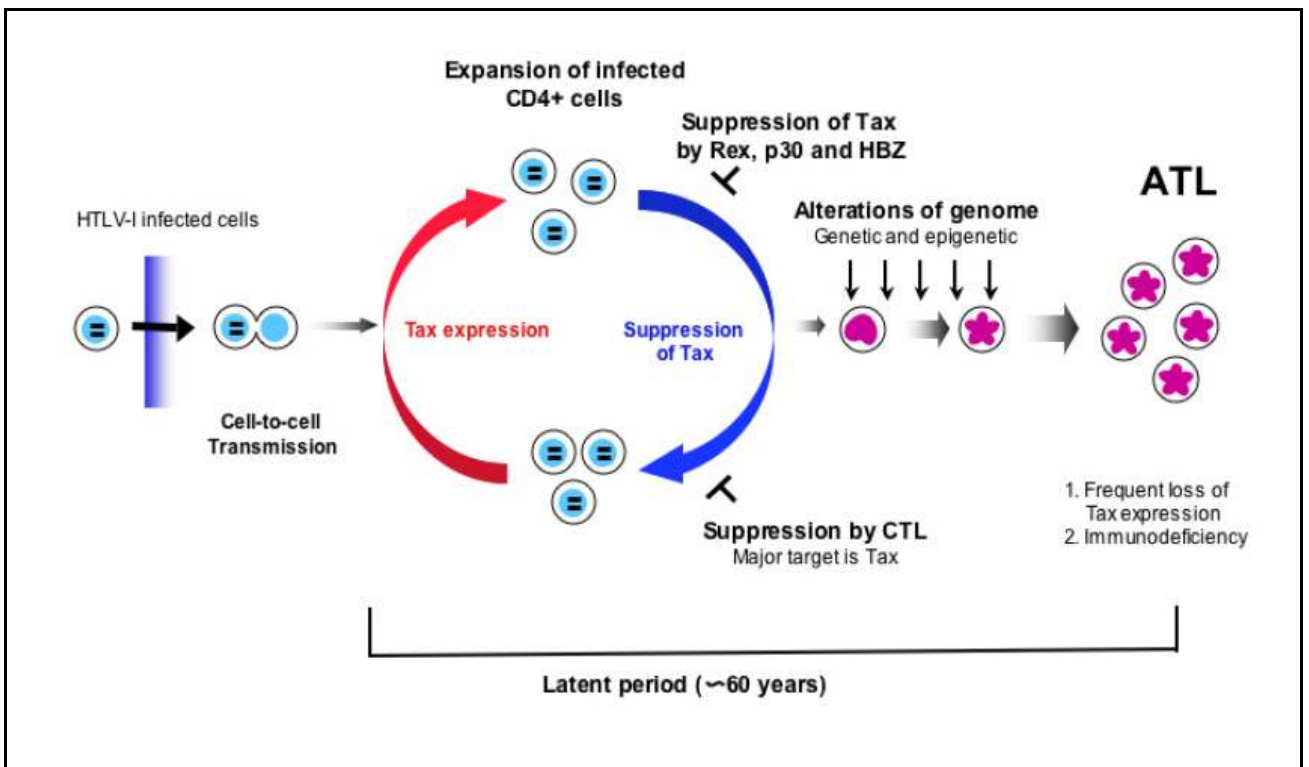 Expansion of infected
CD4+ cells
Suppression of Tax
by Rex, p30 and HBZ
ATL
HTLV-I infected cells
Alterations of genome
Genetic and epigenetic
Tax expression
Suppression
of Tax
Cell-to-cell
Transmission
1. Frequent loss of
Tax expression
2. Immunodeficiency
Suppression by CTL
Major target is Tax
Latent period (~60 years)